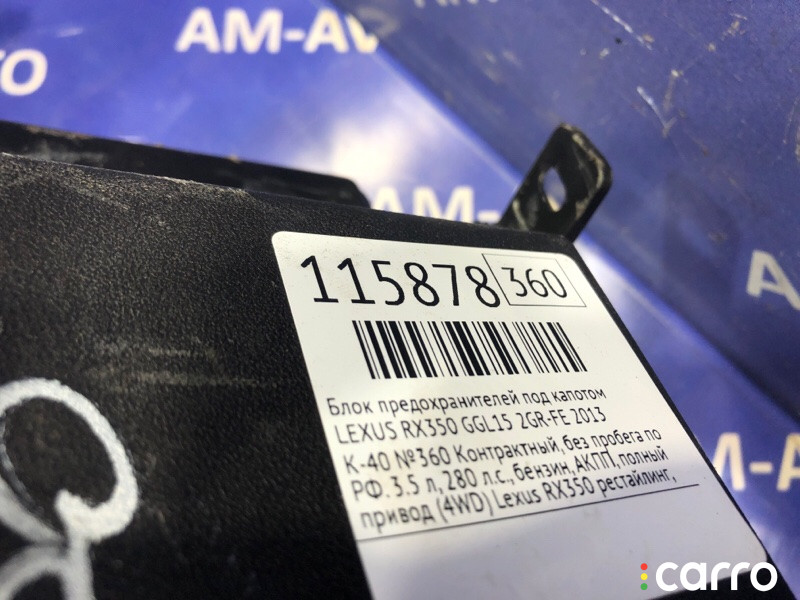 AM-AV
TO
AM-
115878 360
Блок предохранителей под капотом
LEXUS RX350 GGL15 2GR-FE 2013
К-40 №360 Контрактный, без пробега по
РФ. 3.5 л, 280 л.с., бензин, АКПП, полный
привод (4WD) Lexus RX350 рестайлинг,
M-A
carro